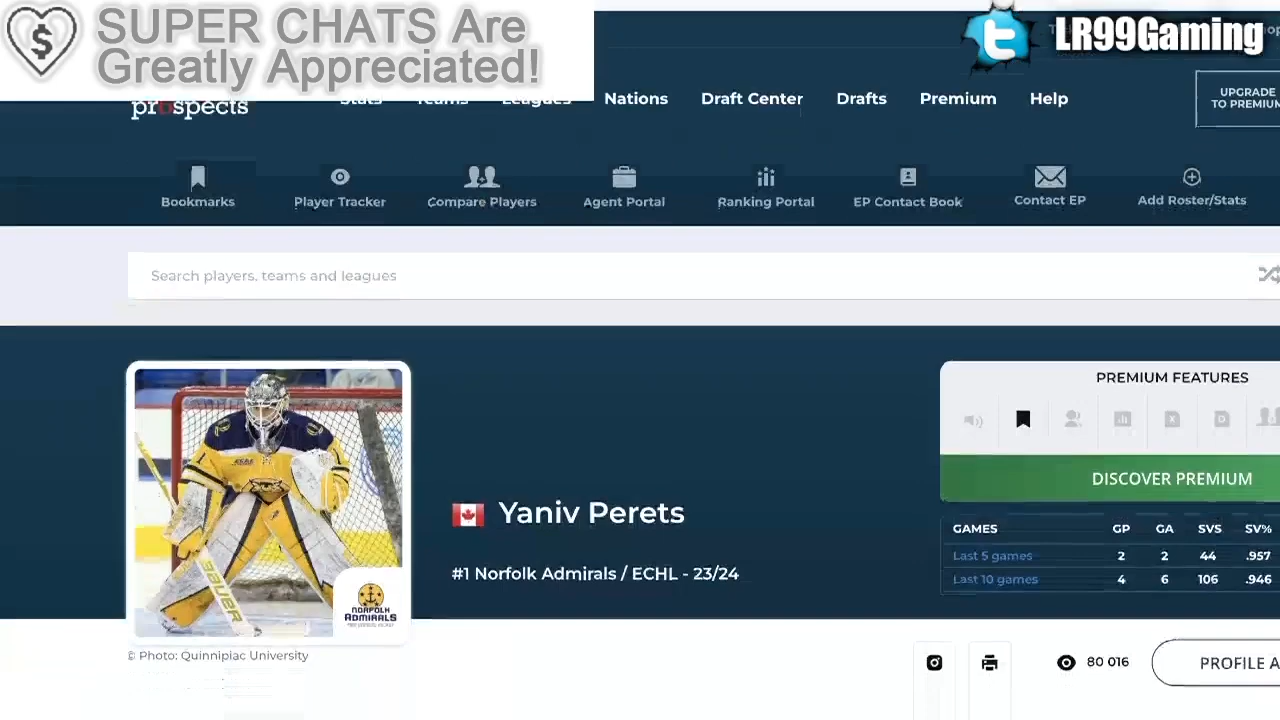 SUPER CHATS Are
Greatly Appreciated!
LR99Gaming
prospects
Stats Teams Leagues Nations Draft Center Drafts Premium Help
UPGRADE
TO PREMIUM
Bookmarks Player Tracker Compare Players Agent Portal Ranking Portal EP Contact Book Contact EP Add Roster/Stats
Search players, teams and leagues
PREMIUM FEATURES
DISCOVER PREMIUM
Yaniv Perets
#1 Norfolk Admirals / ECHL - 23/24
GAMES GP GA SVS SV%
Last 5 games 2 2 44 .957
Last 10 games 4 6 106 .946
BAUER
NORFOLK
ADMIRALS
© Photo: Quinnipiac University
80 016
PROFILE A